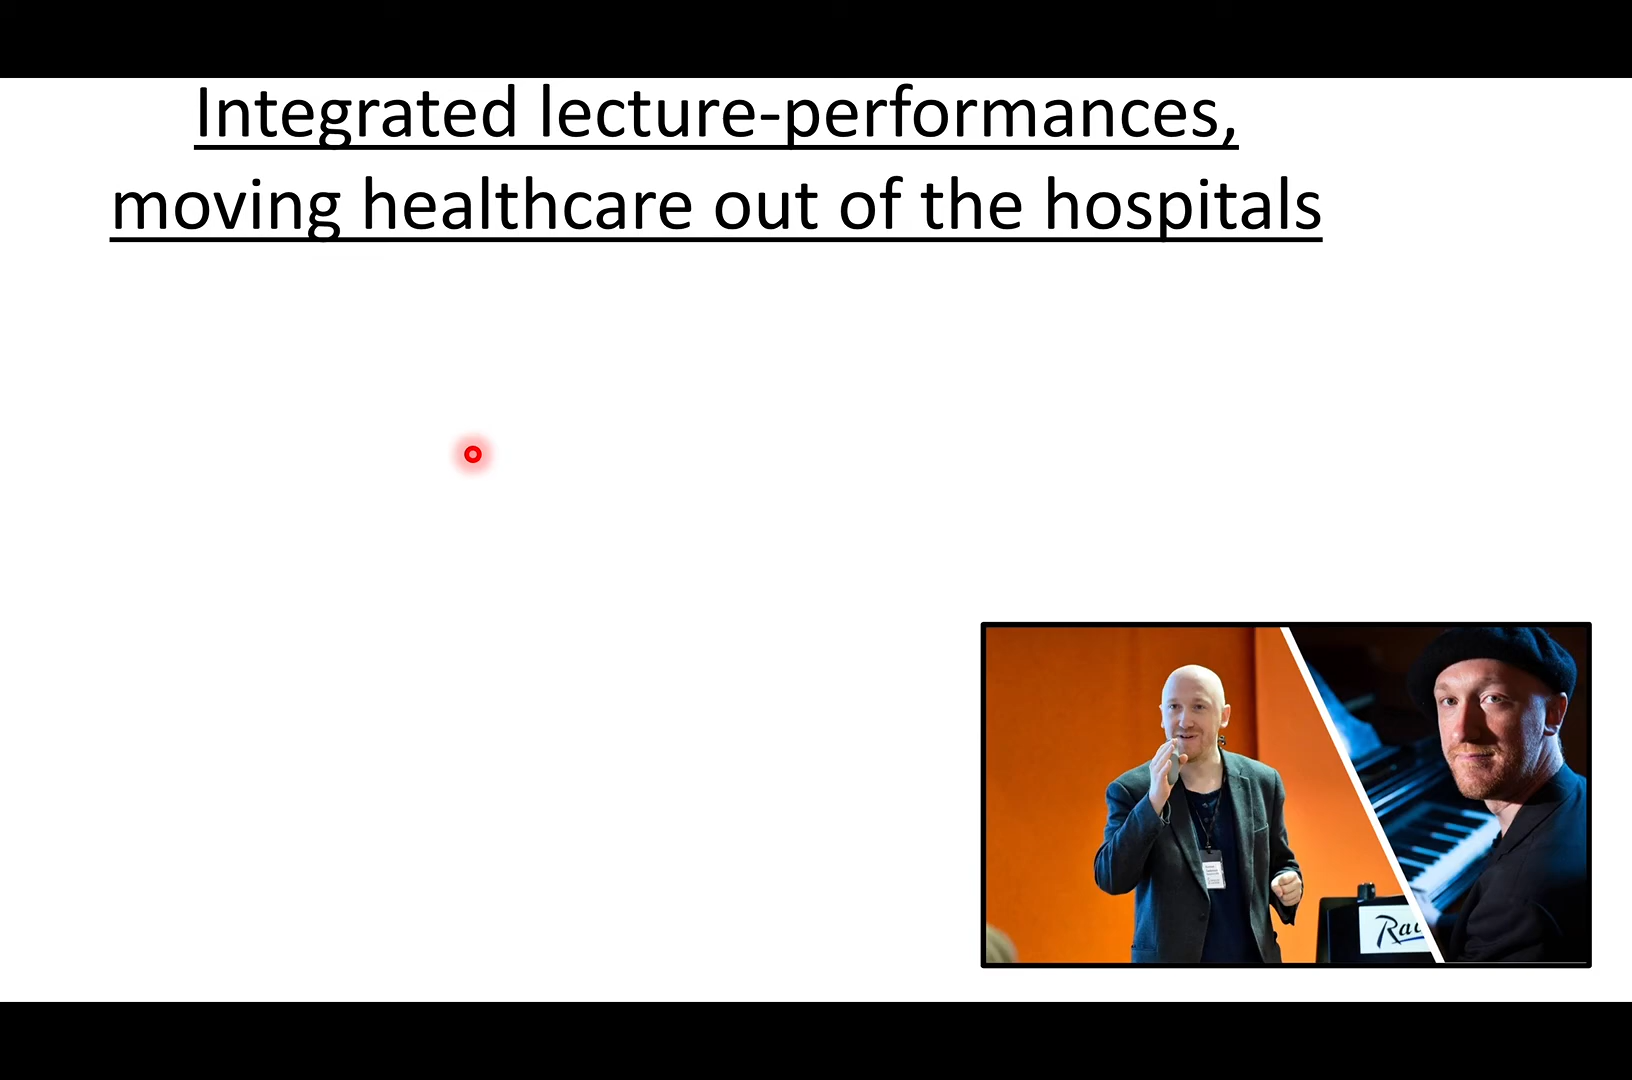 Integrated lecture-performances,
moving healthcare out of the hospitals